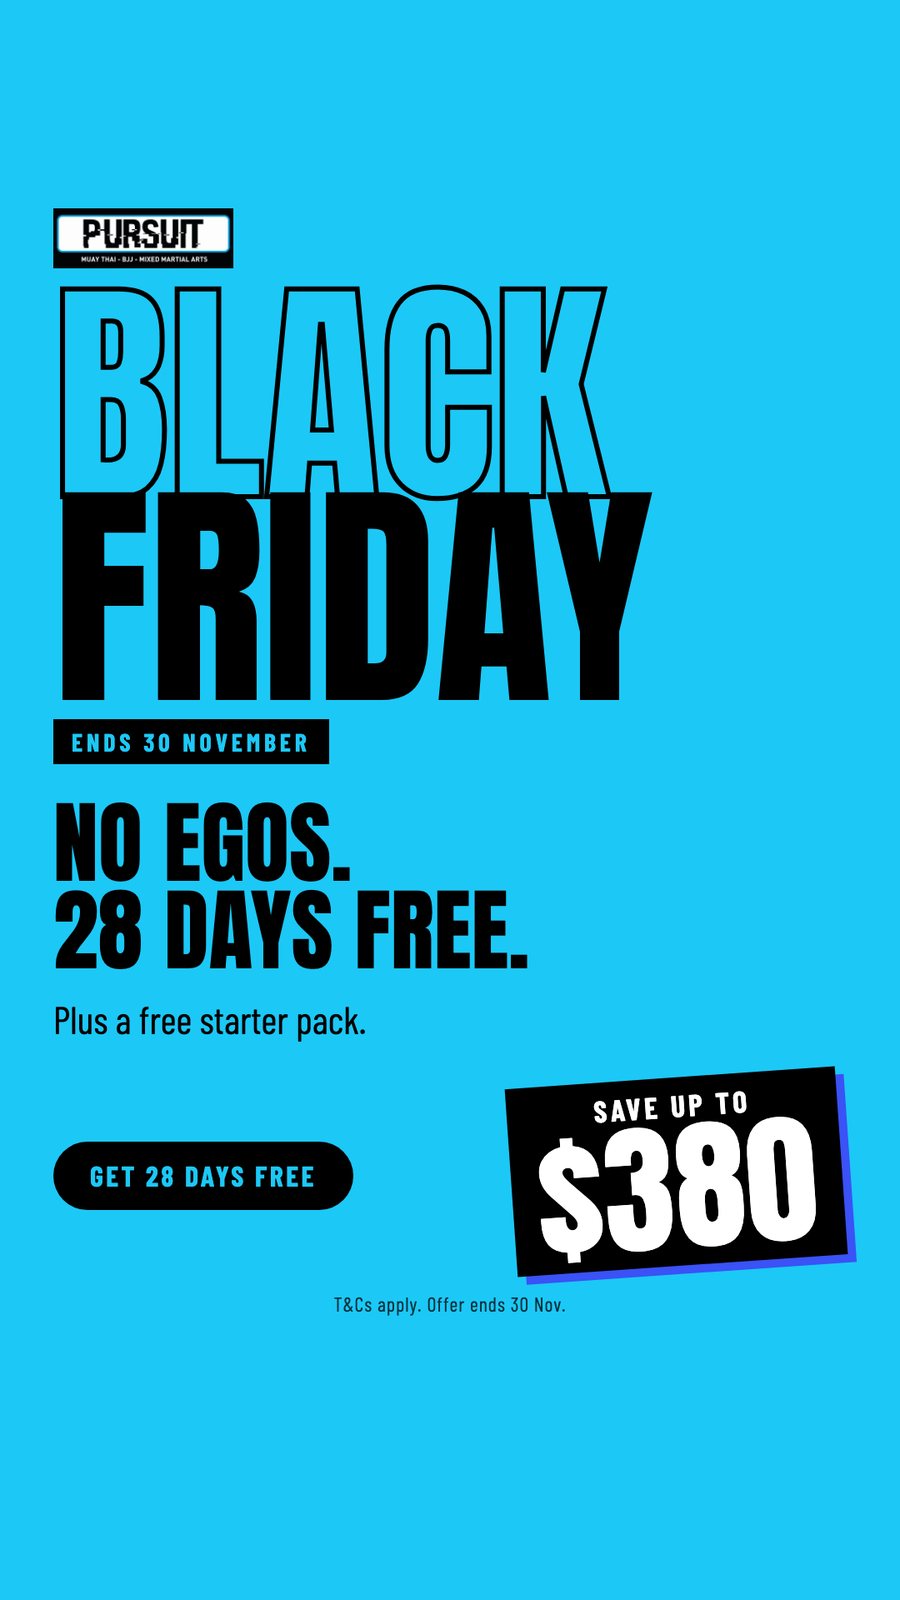 PURSUIT
MUAY THAI - BJJ - MIXED MARTIAL ARTS
BLACK
FRIDAY
ENDS 30 NOVEMBER
NO EGOS.
28 DAYS FREE.
Plus a free starter pack.
SAVE UP TO
$380
GET 28 DAYS FREE
T&Cs apply. Offer ends 30 Nov.